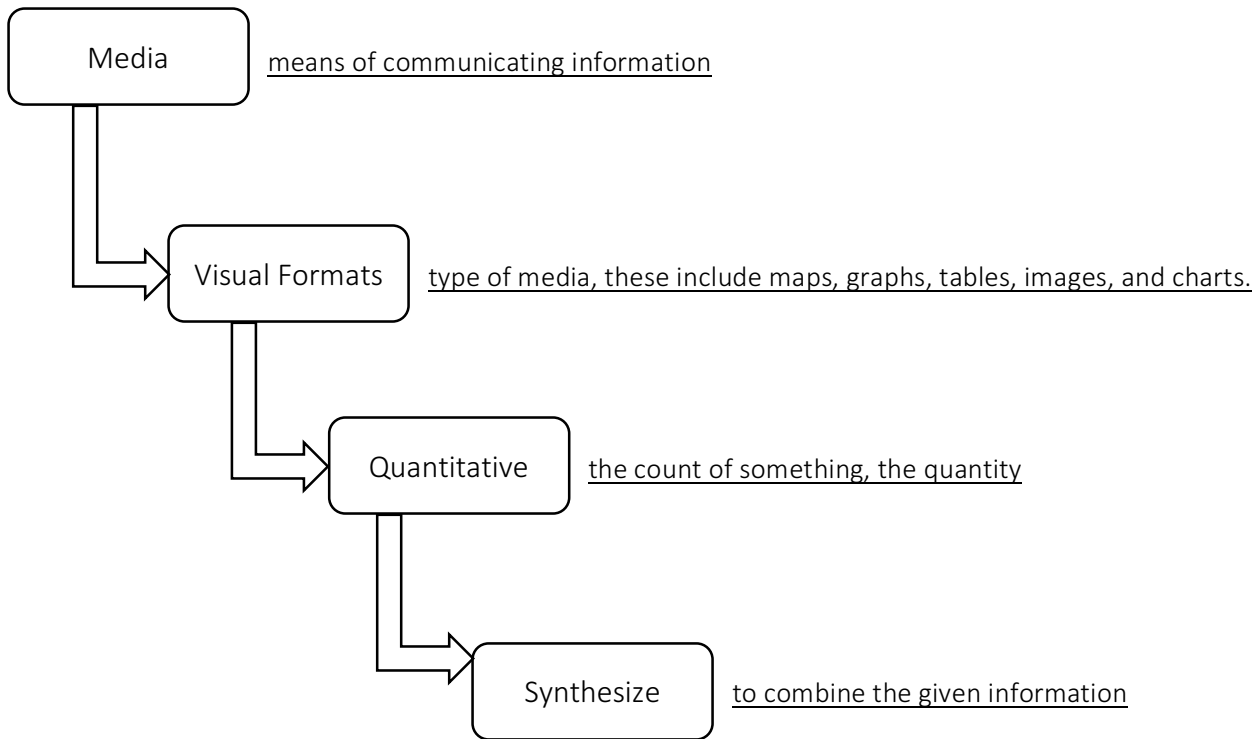 Media
means of communicating information
Visual Formats
type of media, these include maps, graphs, tables, images, and charts.
Quantitative
the count of something, the quantity
Synthesize
to combine the given information